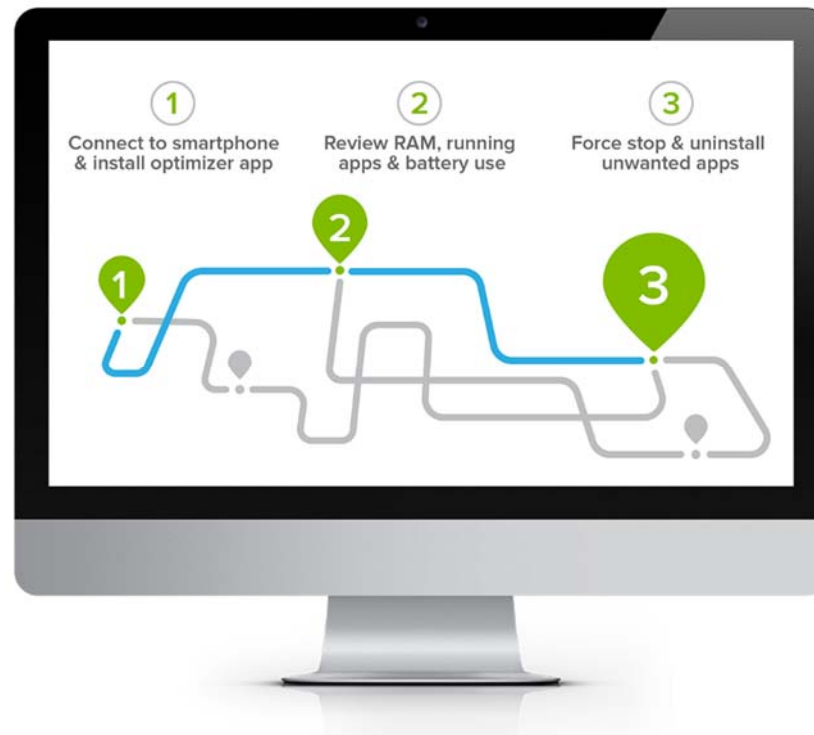 1
Connect to smartphone
& install optimizer app
2
Review RAM, running
apps & battery use
3
Force stop & uninstall
unwanted apps
1
2
3